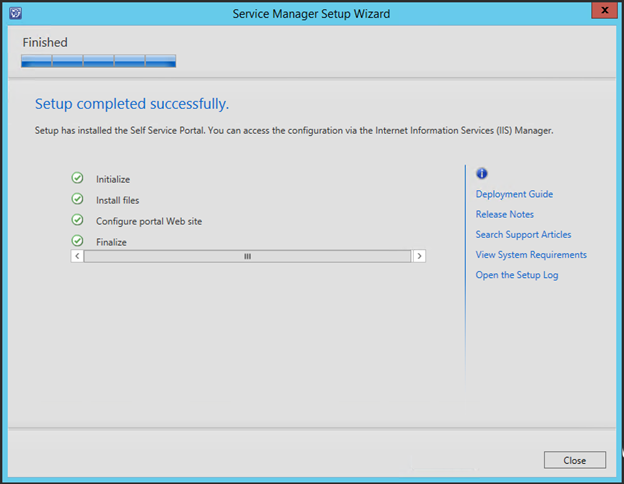 Service Manager Setup Wizard
x
Finished
Setup completed successfully.
Setup has installed the Self Service Portal. You can access the configuration via the Internet Information Services (IIS) Manager.
Initialize
Install files
Configure portal Web site
Finalize
Deployment Guide
Release Notes
Search Support Articles
View System Requirements
Open the Setup Log
Close